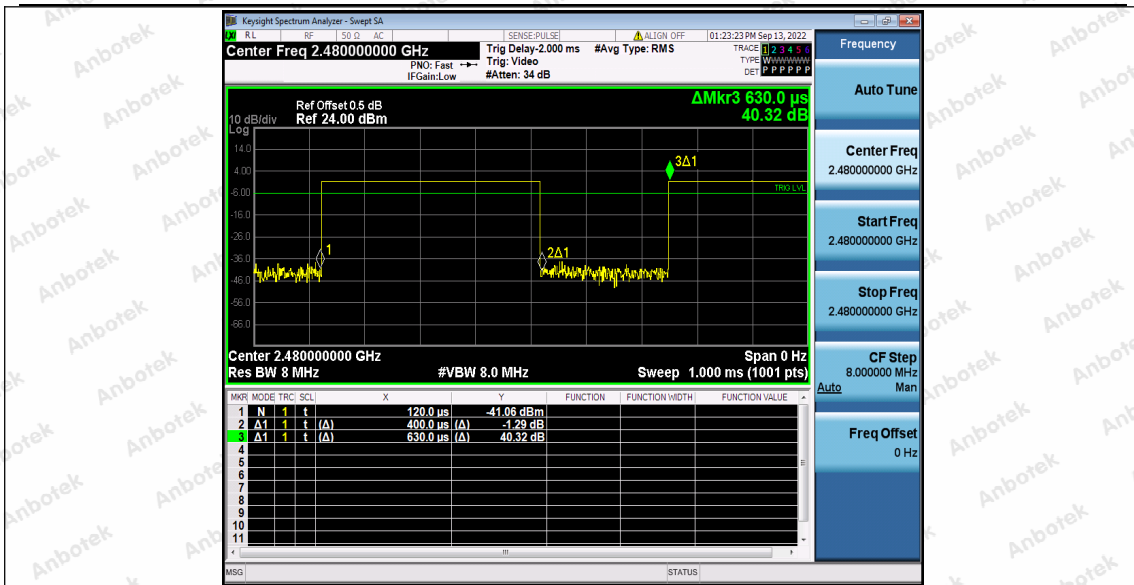 Keysight Spectrum Analyzer - Swept SA
RL RF 50 Ω AC SENSE:PULSE ALIGN OFF 01:23:23 PM Sep 13, 2022
Center Freq 2.480000000 GHz
PNO: Fast
IFGain:Low
Trig Delay-2.000 ms
Trig: Video
#Atten: 34 dB
#Avg Type: RMS
TRACE 1 2 3 4 5 6
TYPE WWWWWW
DET P P P P P P
ΔMkr3 630.0 µs
40.32 dB
Ref Offset 0.5 dB
10 dB/div Ref 24.00 dBm
Log
14.0
4.00
-6.00
-16.0
-26.0
-36.0
-46.0
-56.0
-66.0
1
2Δ1
3Δ1
TRIG LVL
Center 2.480000000 GHz Span 0 Hz
Res BW 8 MHz #VBW 8.0 MHz Sweep 1.000 ms (1001 pts)
MKR MODE TRC SCL X Y FUNCTION FUNCTION WIDTH FUNCTION VALUE
1 N 1 t 120.0 µs -41.06 dBm
2 Δ1 1 t (Δ) 400.0 µs (Δ) -1.29 dB
3 Δ1 1 t (Δ) 630.0 µs (Δ) 40.32 dB
4
5
6
7
8
9
10
11
MSG STATUS
Frequency
Auto Tune
Center Freq
2.480000000 GHz
Start Freq
2.480000000 GHz
Stop Freq
2.480000000 GHz
CF Step
8.000000 MHz
Auto Man
Freq Offset
0 Hz
Anbotek